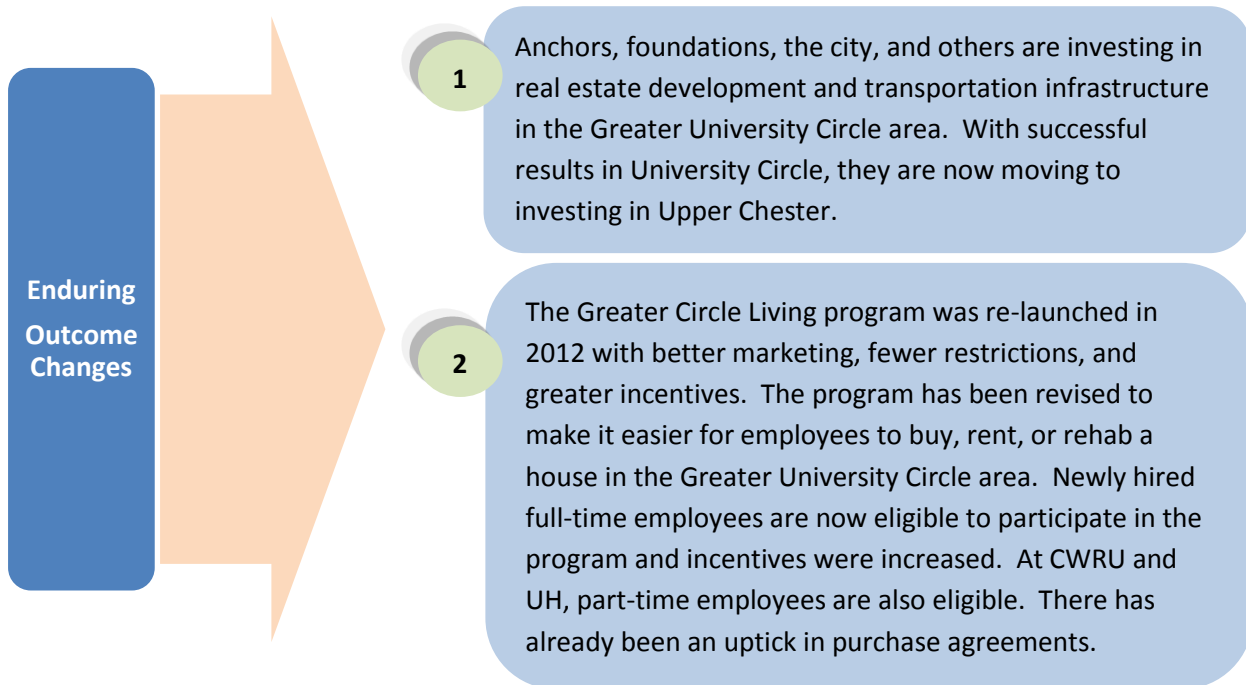 Enduring
Outcome
Changes
1
Anchors, foundations, the city, and others are investing in
real estate development and transportation infrastructure
in the Greater University Circle area.  With successful
results in University Circle, they are now moving to
investing in Upper Chester.
2
The Greater Circle Living program was re-launched in
2012 with better marketing, fewer restrictions, and
greater incentives.  The program has been revised to
make it easier for employees to buy, rent, or rehab a
house in the Greater University Circle area.  Newly hired
full-time employees are now eligible to participate in the
program and incentives were increased.  At CWRU and
UH, part-time employees are also eligible.  There has
already been an uptick in purchase agreements.